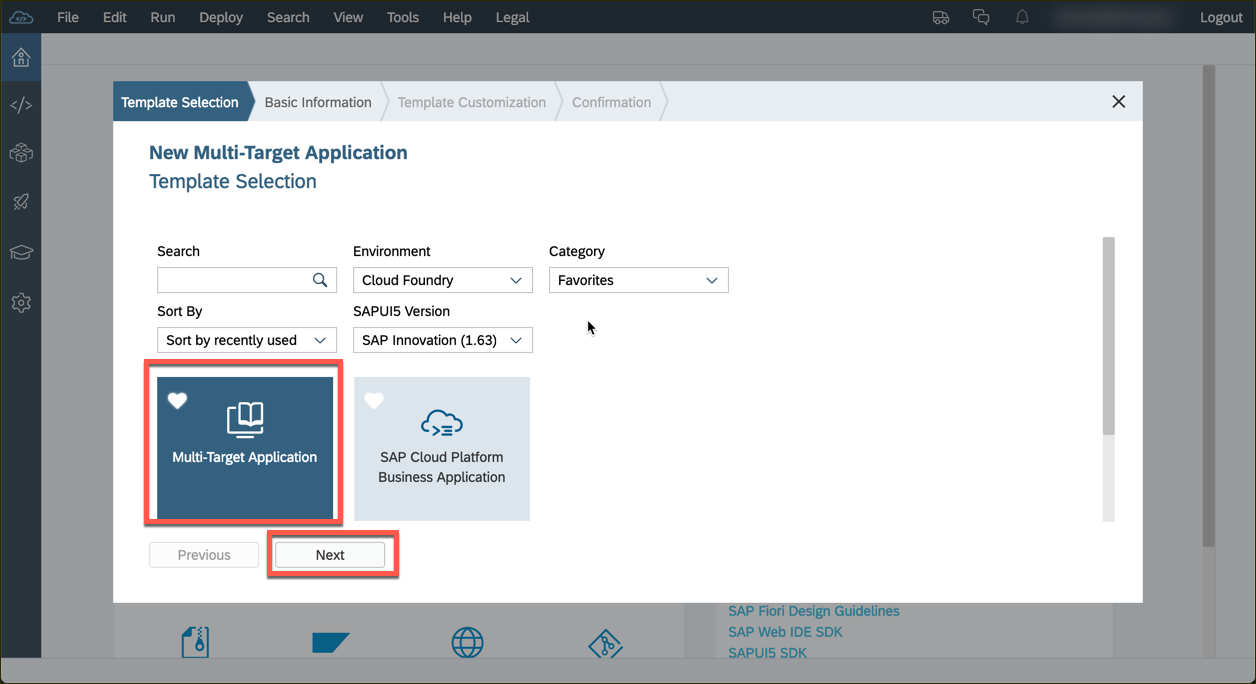 File Edit Run Deploy Search View Tools Help Legal Logout
Template Selection Basic Information Template Customization Confirmation
New Multi-Target Application
Template Selection
Search Environment Category
Cloud Foundry Favorites
Sort By SAPUI5 Version
Sort by recently used SAP Innovation (1.63)
Multi-Target Application
SAP Cloud Platform
Business Application
Previous Next
SAP Fiori Design Guidelines
SAP Web IDE SDK
SAPUI5 SDK